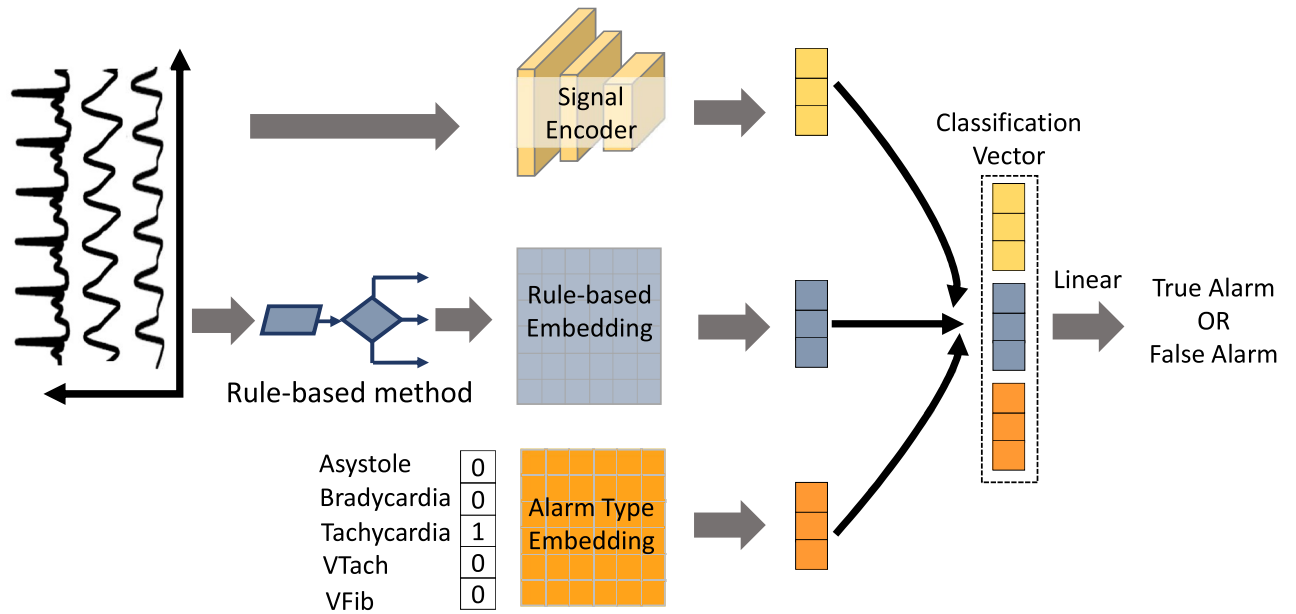 Signal
Encoder
Classification
Vector
Rule-based
Embedding
Linear
True Alarm
OR
False Alarm
Rule-based method
Asystole 0
Bradycardia 0
Tachycardia 1
VTach 0
VFib 0
Alarm Type
Embedding